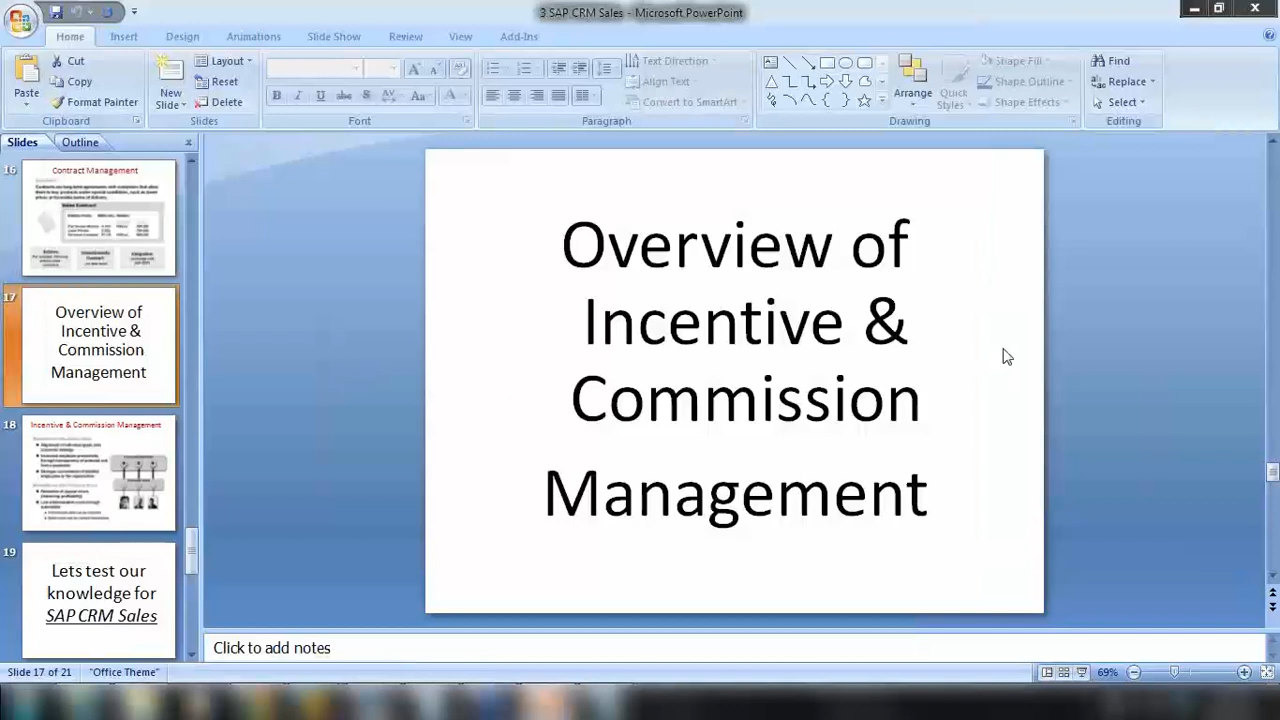 3 SAP CRM Sales - Microsoft PowerPoint
Home Insert Design Animations Slide Show Review View Add-Ins
Paste
Cut
Copy
Format Painter
Clipboard
New
Slide
Layout
Reset
Delete
Slides
B I U abc S AV Aa A
Font
Text Direction
Align Text
Convert to SmartArt
Paragraph
Arrange
Quick
Styles
Shape Fill
Shape Outline
Shape Effects
Drawing
Find
Replace
Select
Editing
Slides Outline
16
Contract Management
17
Overview of
Incentive &
Commission
Management
18
Incentive & Commission Management
19
Lets test our
knowledge for
SAP CRM Sales
Overview of
Incentive &
Commission
Management
Click to add notes
Slide 17 of 21 "Office Theme" 69%